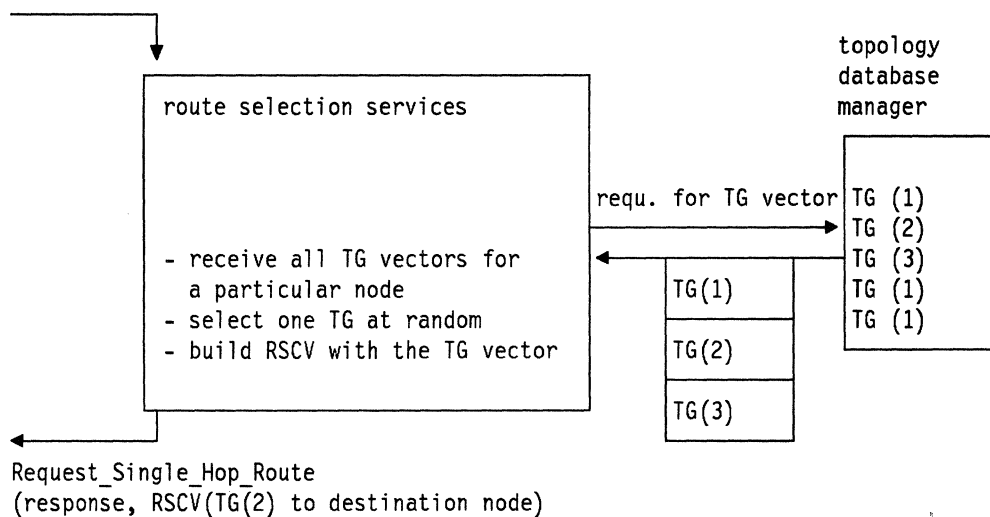 topology
database
manager
route selection services
requ. for TG vector
TG (1)
TG (2)
TG (3)
TG (1)
TG (1)
- receive all TG vectors for
a particular node
- select one TG at random
- build RSCV with the TG vector
TG(1)
TG(2)
TG(3)
Request_Single_Hop_Route
(response, RSCV(TG(2) to destination node)